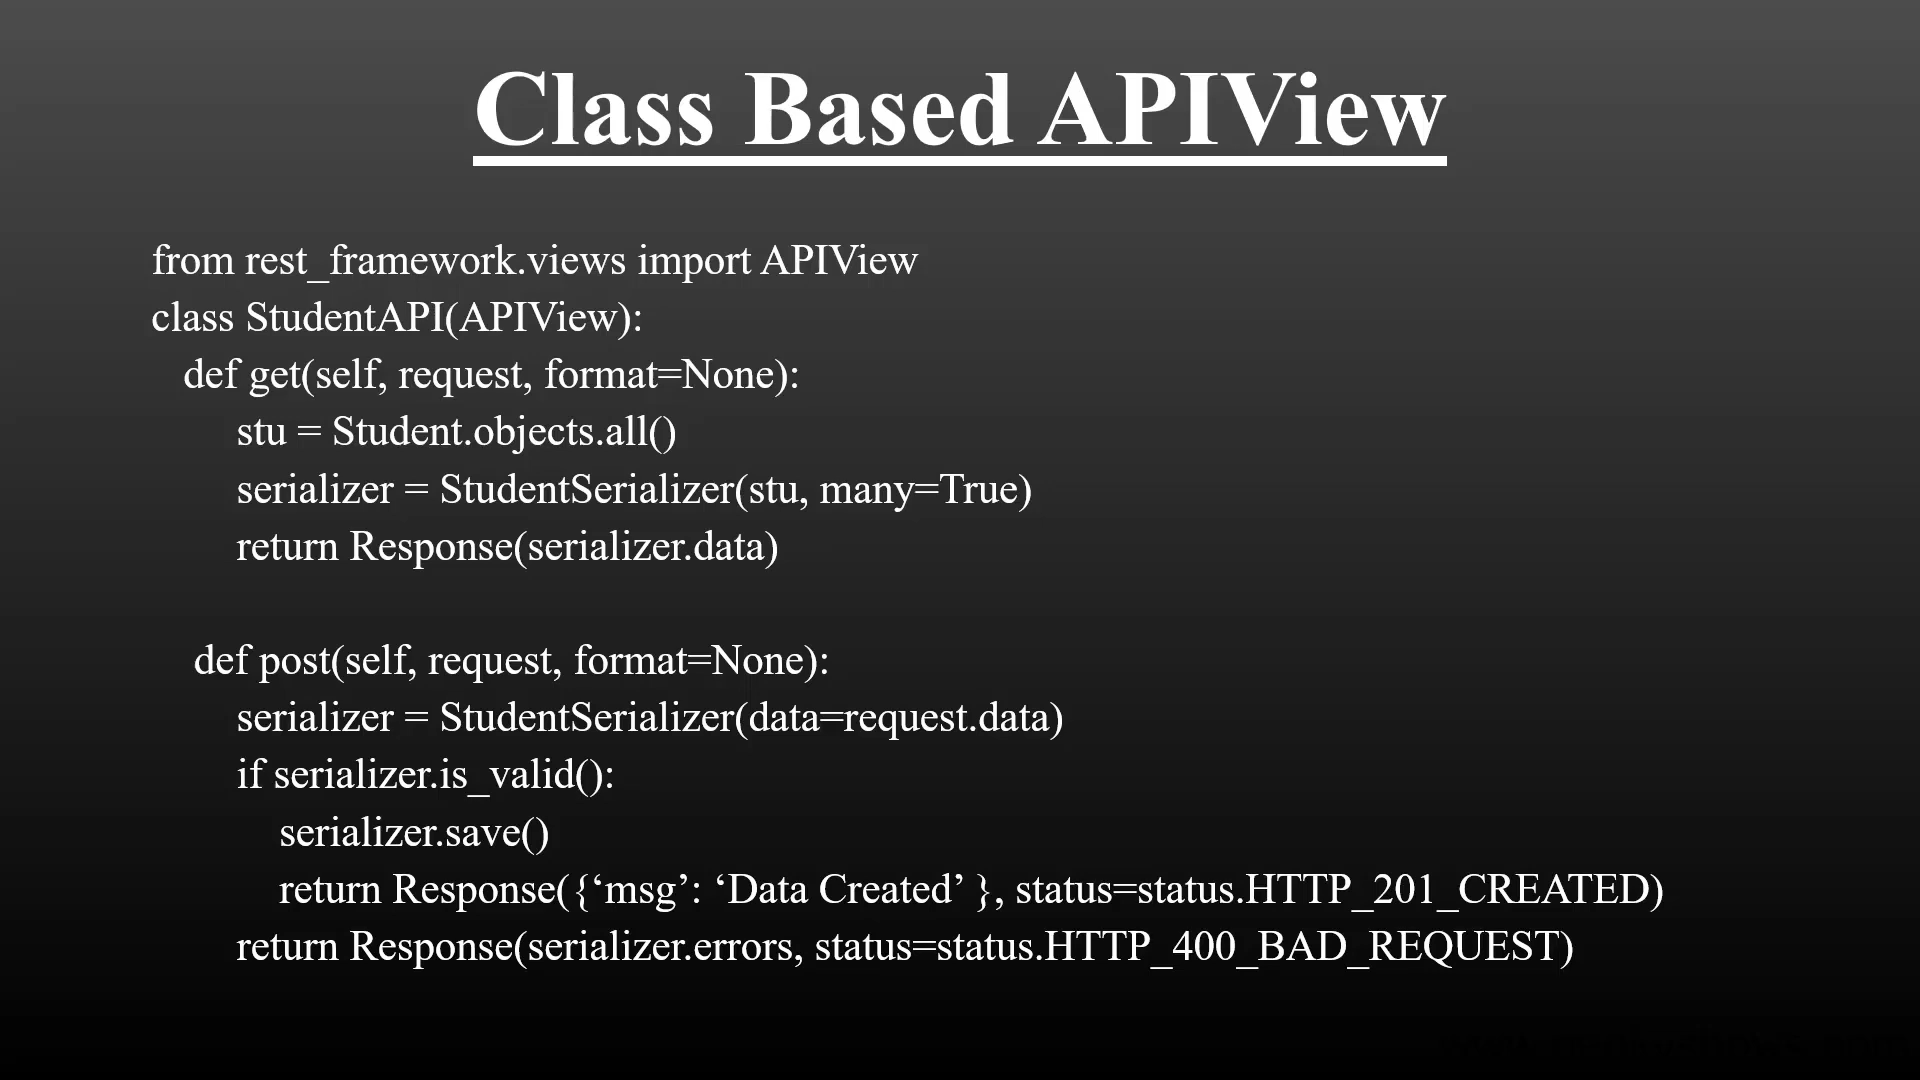 Class Based APIView
from rest_framework.views import APIView
class StudentAPI(APIView):
def get(self, request, format=None):
stu = Student.objects.all()
serializer = StudentSerializer(stu, many=True)
return Response(serializer.data)
def post(self, request, format=None):
serializer = StudentSerializer(data=request.data)
if serializer.is_valid():
serializer.save()
return Response({‘msg’: ‘Data Created’ }, status=status.HTTP_201_CREATED)
return Response(serializer.errors, status=status.HTTP_400_BAD_REQUEST)